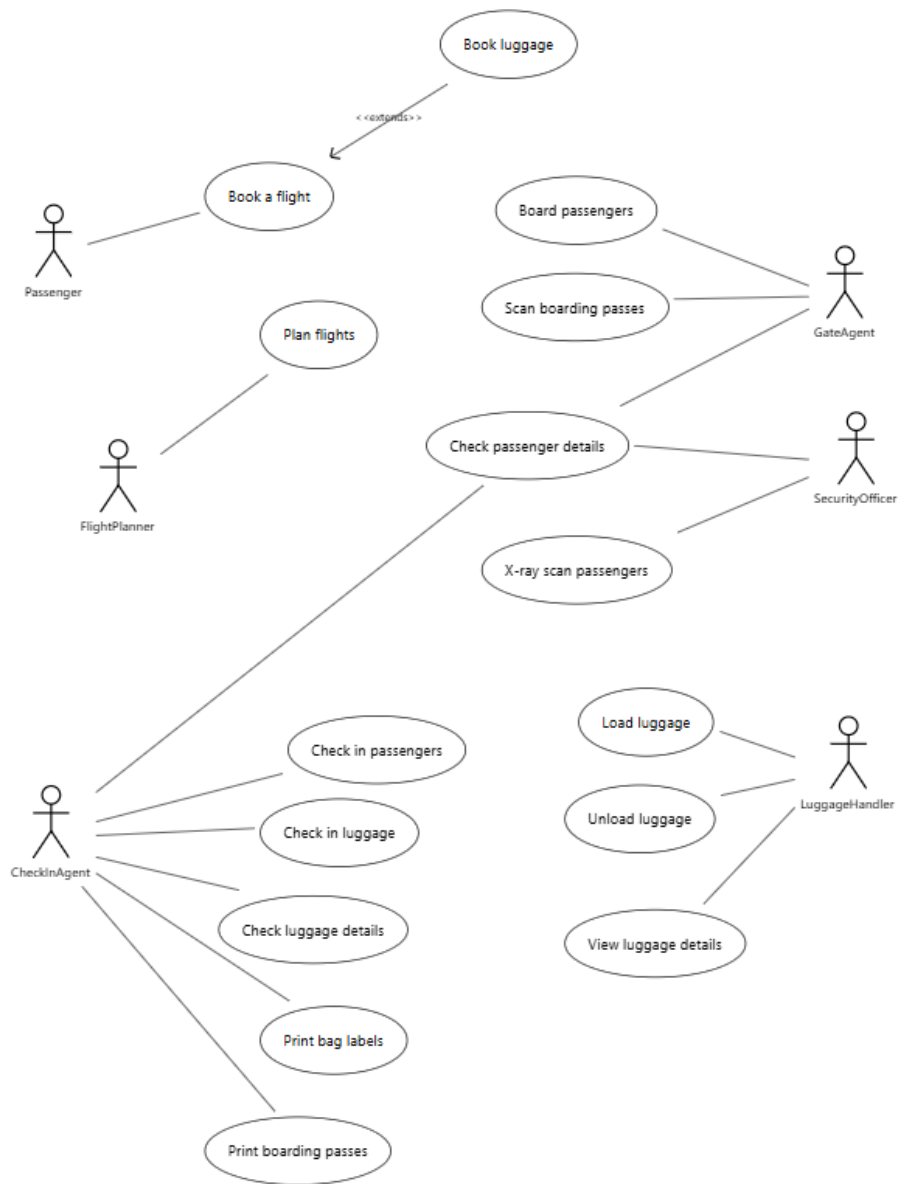 Book luggage
<<extends>>
Book a flight
Board passengers
Passenger
Scan boarding passes
GateAgent
Plan flights
Check passenger details
SecurityOfficer
FlightPlanner
X-ray scan passengers
Load luggage
Check in passengers
LuggageHandler
Unload luggage
Check in luggage
CheckInAgent
Check luggage details
View luggage details
Print bag labels
Print boarding passes